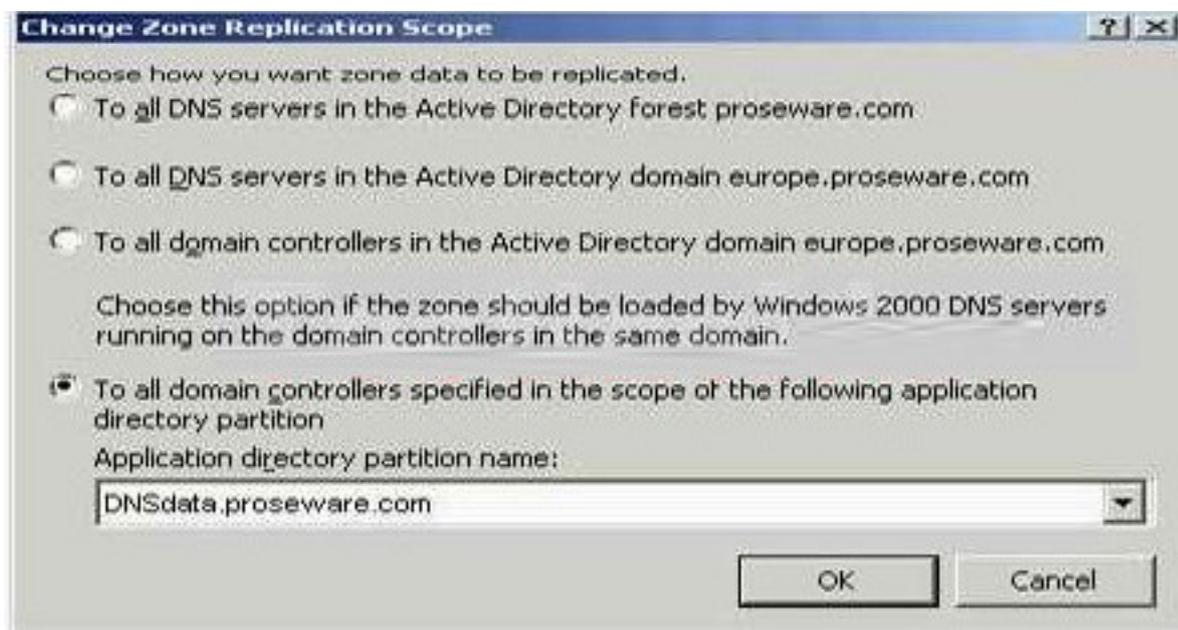 Change Zone Replication Scope
Choose how you want zone data to be replicated.
To all DNS servers in the Active Directory forest proseware.com
To all DNS servers in the Active Directory domain europe.proseware.com
To all domain controllers in the Active Directory domain europe.proseware.com
Choose this option if the zone should be loaded by Windows 2000 DNS servers
running on the domain controllers in the same domain.
To all domain controllers specified in the scope of the following application
directory partition
Application directory partition name:
DNSdata.proseware.com
OK
Cancel